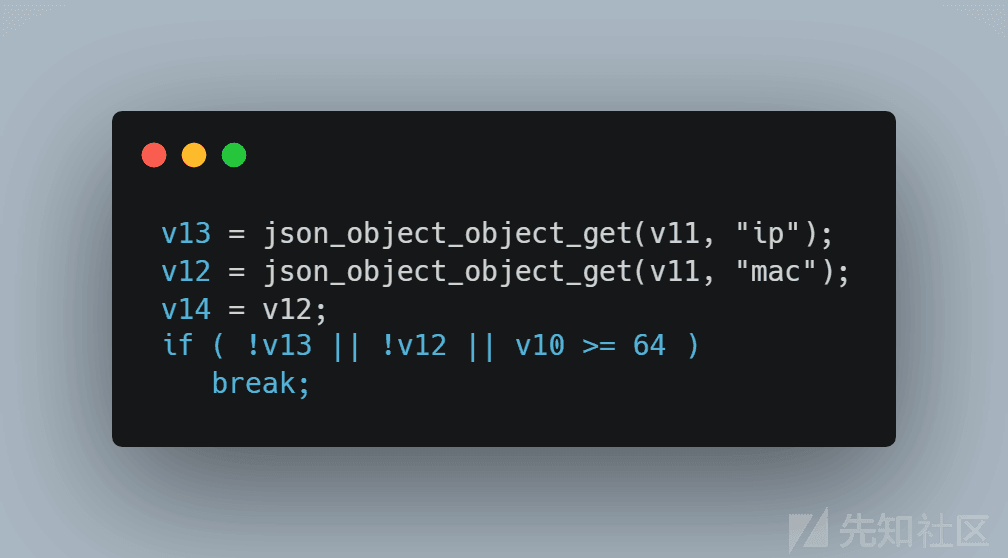 v13 = json_object_object_get(v11, "ip");
v12 = json_object_object_get(v11, "mac");
v14 = v12;
if ( !v13 || !v12 || v10 >= 64 )
   break;
先知社区